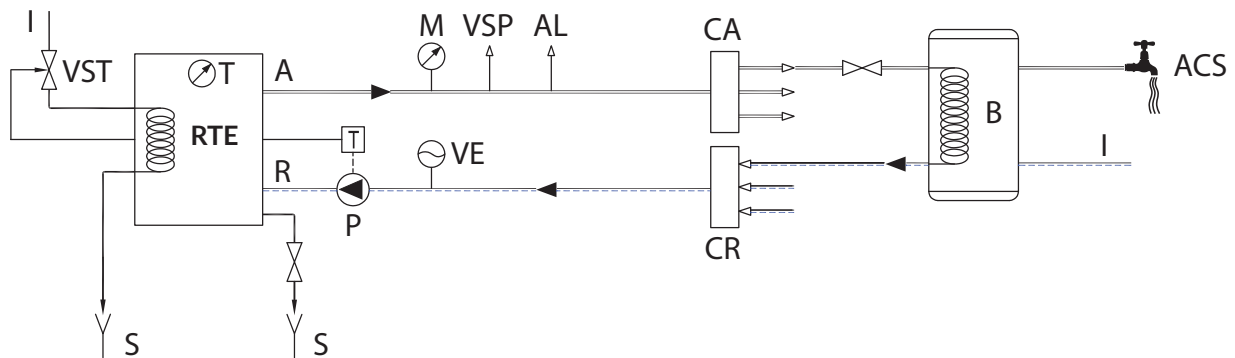 I
M VSP AL CA
VST T A ACS
RTE T B
R VE I
P
CR
S S